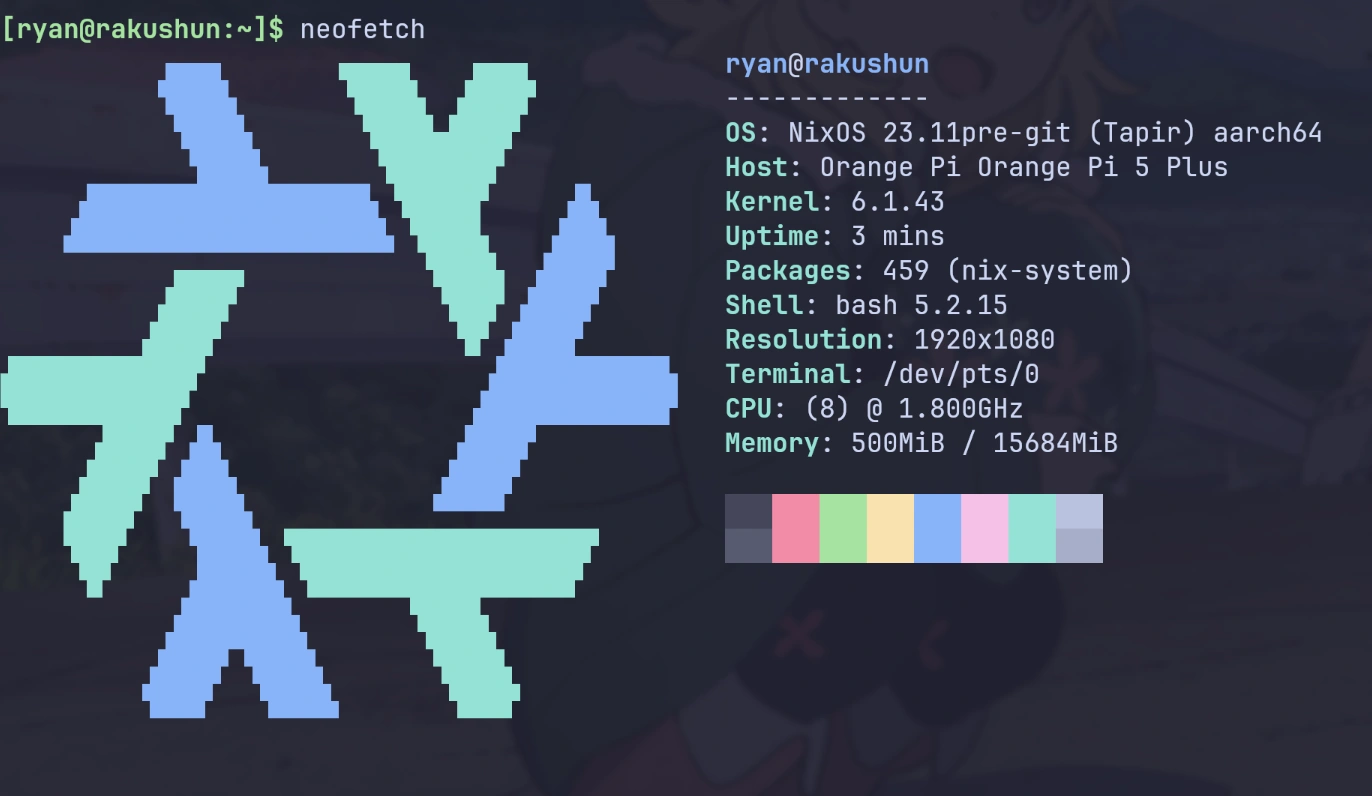 [ryan@rakushun:~]$ neofetch
ryan@rakushun
-------------
OS: NixOS 23.11pre-git (Tapir) aarch64
Host: Orange Pi Orange Pi 5 Plus
Kernel: 6.1.43
Uptime: 3 mins
Packages: 459 (nix-system)
Shell: bash 5.2.15
Resolution: 1920x1080
Terminal: /dev/pts/0
CPU: (8) @ 1.800GHz
Memory: 500MiB / 15684MiB